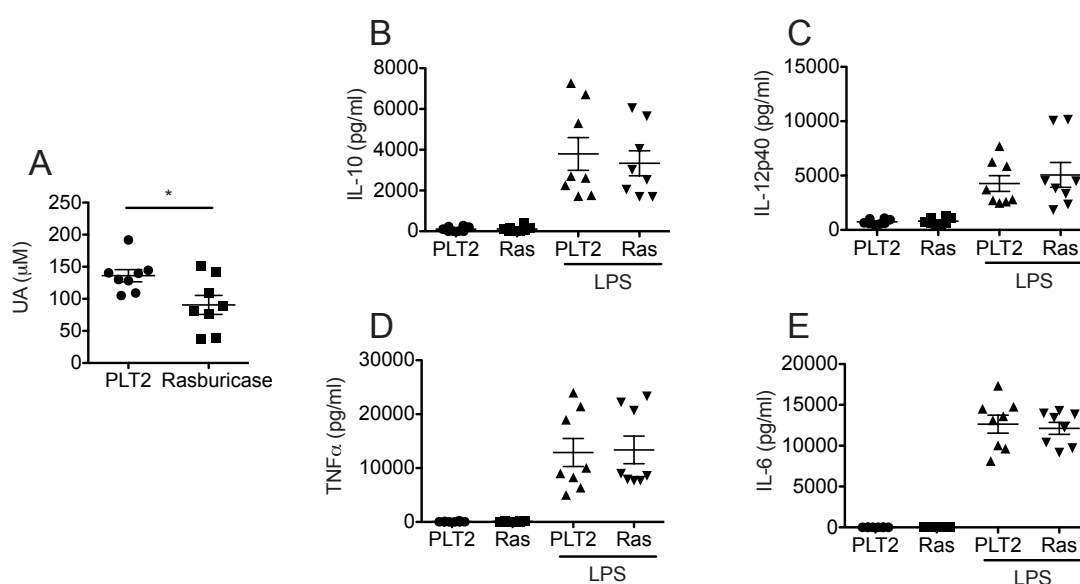 A
UA (μM)
250
200
150
100
50
0
*
PLT2 Rasburicase
B
IL-10 (pg/ml)
8000
6000
4000
2000
0
PLT2 Ras PLT2 Ras
LPS
C
IL-12p40 (pg/ml)
15000
10000
5000
0
PLT2 Ras PLT2 Ras
LPS
D
TNFα (pg/ml)
30000
20000
10000
0
PLT2 Ras PLT2 Ras
LPS
E
IL-6 (pg/ml)
20000
15000
10000
5000
0
PLT2 Ras PLT2 Ras
LPS